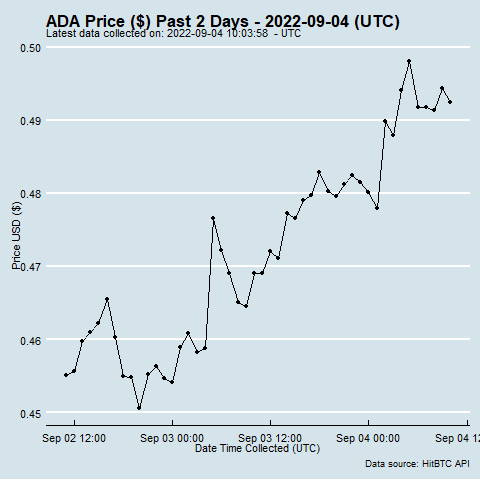 ADA Price ($) Past 2 Days - 2022-09-04 (UTC)
Latest data collected on: 2022-09-04 10:03:58  - UTC
0.50
0.49
0.48
0.47
0.46
0.45
Price USD ($)
Sep 02 12:00 Sep 03 00:00 Sep 03 12:00 Sep 04 00:00 Sep 04 12
Date Time Collected (UTC)
Data source: HitBTC API